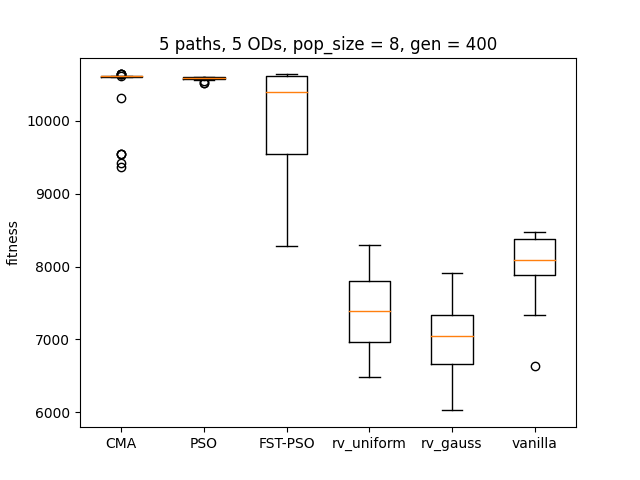 5 paths, 5 ODs, pop_size = 8, gen = 400
fitness
10000
9000
8000
7000
6000
CMA PSO FST-PSO rv_uniform rv_gauss vanilla